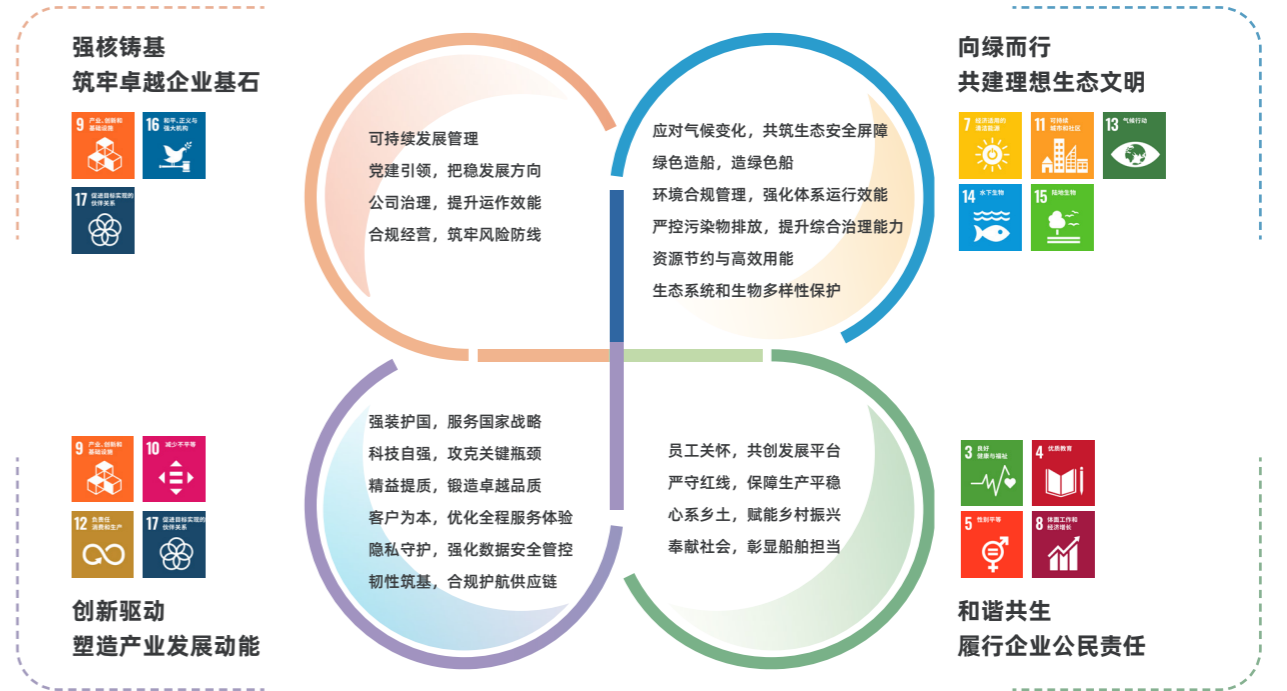 强核铸基
筑牢卓越企业基石
9 产业、创新和
基础设施
16 和平、正义与
强大机构
17 促进目标实现的
伙伴关系
可持续发展管理
党建引领，把稳发展方向
公司治理，提升运作效能
合规经营，筑牢风险防线
应对气候变化，共筑生态安全屏障
绿色造船，造绿色船
环境合规管理，强化体系运行效能
严控污染物排放，提升综合治理能力
资源节约与高效用能
生态系统和生物多样性保护
向绿而行
共建理想生态文明
7 经济适用的
清洁能源
11 可持续
城市和社区
13 气候行动
14 水下生物
15 陆地生物
9 产业、创新和
基础设施
10 减少不平等
12 负责任
消费和生产
17 促进目标实现的
伙伴关系
创新驱动
塑造产业发展动能
强装护国，服务国家战略
科技自强，攻克关键瓶颈
精益提质，锻造卓越品质
客户为本，优化全程服务体验
隐私守护，强化数据安全管控
韧性筑基，合规护航供应链
员工关怀，共创发展平台
严守红线，保障生产平稳
心系乡土，赋能乡村振兴
奉献社会，彰显船舶担当
3 良好
健康与福祉
4 优质教育
5 性别平等
8 体面工作和
经济增长
和谐共生
履行企业公民责任